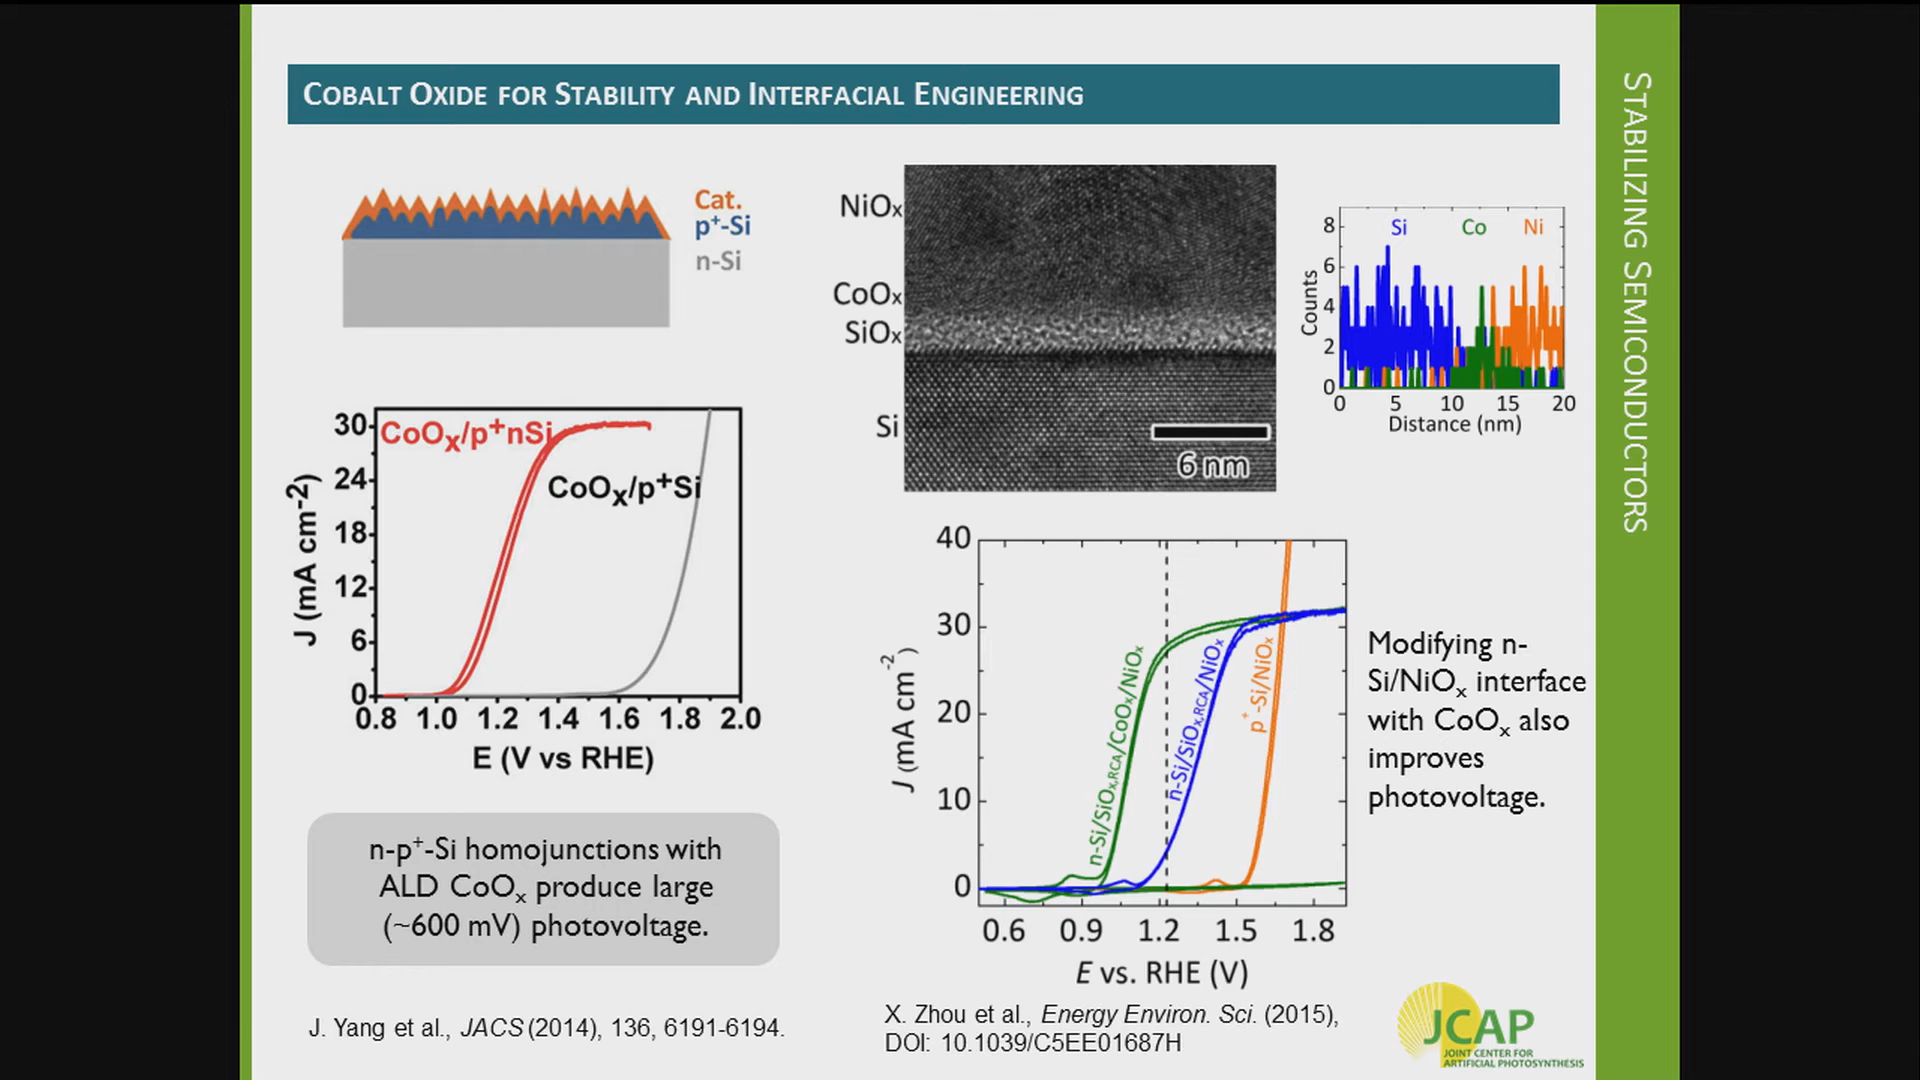 COBALT OXIDE FOR STABILITY AND INTERFACIAL ENGINEERING
STABILIZING SEMICONDUCTORS
Cat.
p⁺-Si
n-Si
CoOₓ/p⁺nSi
CoOₓ/p⁺Si
J (mA cm⁻²)
30
24
18
12
6
0
0.8 1.0 1.2 1.4 1.6 1.8 2.0
E (V vs RHE)
n-p⁺-Si homojunctions with
ALD CoOₓ produce large
(~600 mV) photovoltage.
J. Yang et al., JACS (2014), 136, 6191-6194.
NiOₓ
CoOₓ
SiOₓ
Si
6 nm
Si Co Ni
Counts
8
6
4
2
0
0 5 10 15 20
Distance (nm)
J (mA cm⁻²)
40
30
20
10
0
n-Si/SiOₓ,RCA/CoOₓ/NiOₓ
n-Si/SiOₓ,RCA/NiOₓ
p⁺-Si/NiOₓ
0.6 0.9 1.2 1.5 1.8
E vs. RHE (V)
Modifying n-
Si/NiOₓ interface
with CoOₓ also
improves
photovoltage.
X. Zhou et al., Energy Environ. Sci. (2015),
DOI: 10.1039/C5EE01687H
JCAP
JOINT CENTER FOR
ARTIFICIAL PHOTOSYNTHESIS